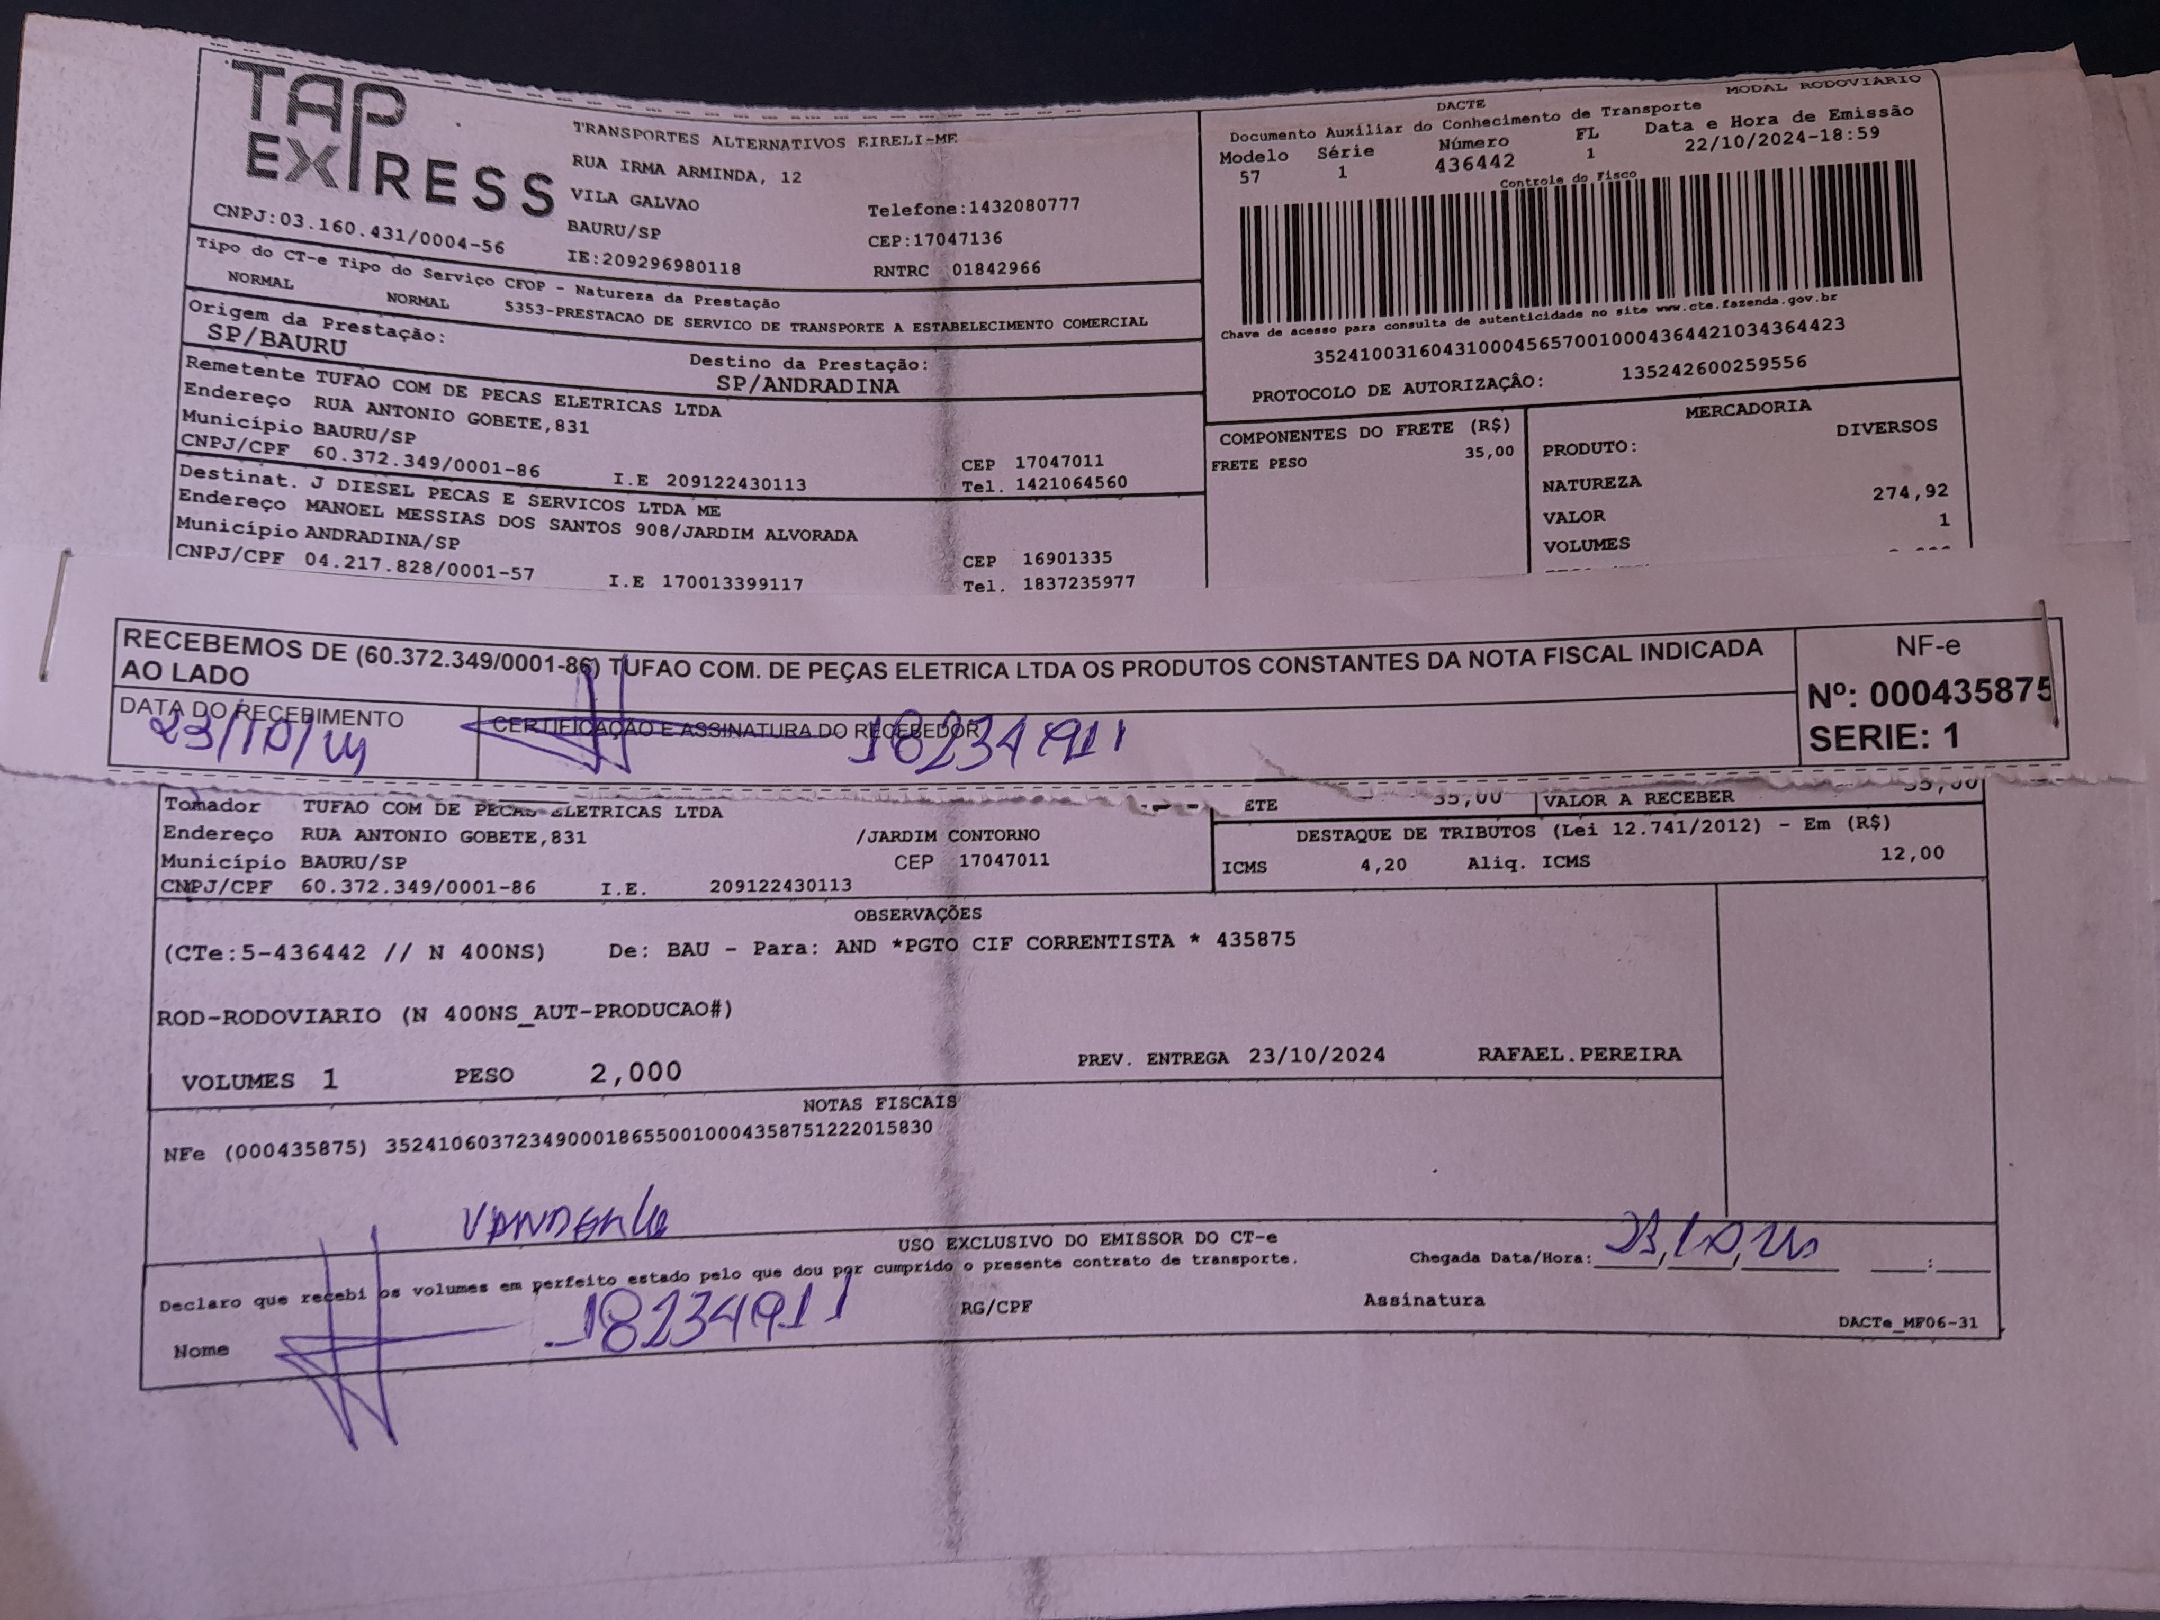 TAP EXPRESS
CNPJ:03.160.431/0004-56
TRANSPORTES ALTERNATIVOS EIRELI-ME
RUA IRMA ARMINDA, 12
VILA GALVAO
BAURU/SP
IE:209296980118
Telefone:1432080777
CEP:17047136
RNTRC 01842966
MODAL RODOVIÁRIO
DACTE
Documento Auxiliar do Conhecimento de Transporte
Modelo Série Número FL Data e Hora de Emissão
57 1 436442 1 22/10/2024-18:59
Controle do Fisco
Chave de acesso para consulta de autenticidade no site www.cte.fazenda.gov.br
35241003160431000456570010004364421034364423
PROTOCOLO DE AUTORIZAÇÂO: 135242600259556
Tipo do CT-e Tipo do Serviço CFOP - Natureza da Prestação
NORMAL NORMAL 5353-PRESTACAO DE SERVICO DE TRANSPORTE A ESTABELECIMENTO COMERCIAL
Origem da Prestação: Destino da Prestação:
SP/BAURU SP/ANDRADINA
Remetente TUFAO COM DE PECAS ELETRICAS LTDA
Endereço RUA ANTONIO GOBETE,831
Município BAURU/SP CEP 17047011
CNPJ/CPF 60.372.349/0001-86 I.E 209122430113 Tel. 1421064560
Destinat. J DIESEL PECAS E SERVICOS LTDA ME
Endereço MANOEL MESSIAS DOS SANTOS 908/JARDIM ALVORADA
Município ANDRADINA/SP CEP 16901335
CNPJ/CPF 04.217.828/0001-57 I.E 170013399117 Tel. 1837235977
COMPONENTES DO FRETE (R$)
FRETE PESO 35,00
MERCADORIA
PRODUTO: DIVERSOS
NATUREZA
VALOR 274,92
VOLUMES 1
RECEBEMOS DE (60.372.349/0001-86) TUFAO COM. DE PEÇAS ELETRICA LTDA OS PRODUTOS CONSTANTES DA NOTA FISCAL INDICADA
AO LADO
DATA DO RECEBIMENTO
23/10/24
CERTIFICAÇÃO E ASSINATURA DO RECEBEDOR
18234911
NF-e
Nº: 000435875
SERIE: 1
Tomador TUFAO COM DE PECAS ELETRICAS LTDA
Endereço RUA ANTONIO GOBETE,831 /JARDIM CONTORNO
Município BAURU/SP CEP 17047011
CNPJ/CPF 60.372.349/0001-86 I.E. 209122430113
ETE 35,00 VALOR A RECEBER 35,00
DESTAQUE DE TRIBUTOS (Lei 12.741/2012) - Em (R$)
ICMS 4,20 Aliq. ICMS 12,00
OBSERVAÇÕES
(CTe:5-436442 // N 400NS) De: BAU - Para: AND *PGTO CIF CORRENTISTA * 435875
ROD-RODOVIARIO (N 400NS_AUT-PRODUCAO#)
VOLUMES 1 PESO 2,000 PREV. ENTREGA 23/10/2024 RAFAEL.PEREIRA
NOTAS FISCAIS
NFe (000435875) 35241060372349000186550010004358751222015830
USO EXCLUSIVO DO EMISSOR DO CT-e
Declaro que recebi os volumes em perfeito estado pelo que dou por cumprido o presente contrato de transporte.
Chegada Data/Hora: 23/10/24 :
Nome 18234911 RG/CPF Assinatura
DACTe_MF06-31